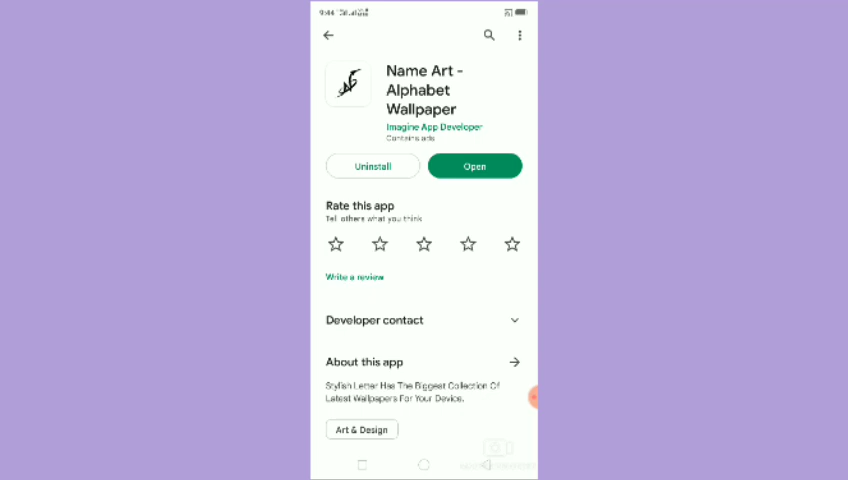 9:44
Name Art -
Alphabet
Wallpaper
Imagine App Developer
Contains ads
Uninstall
Open
Rate this app
Tell others what you think
Write a review
Developer contact
About this app
Stylish Letter Has The Biggest Collection Of
Latest Wallpapers For Your Device.
Art & Design